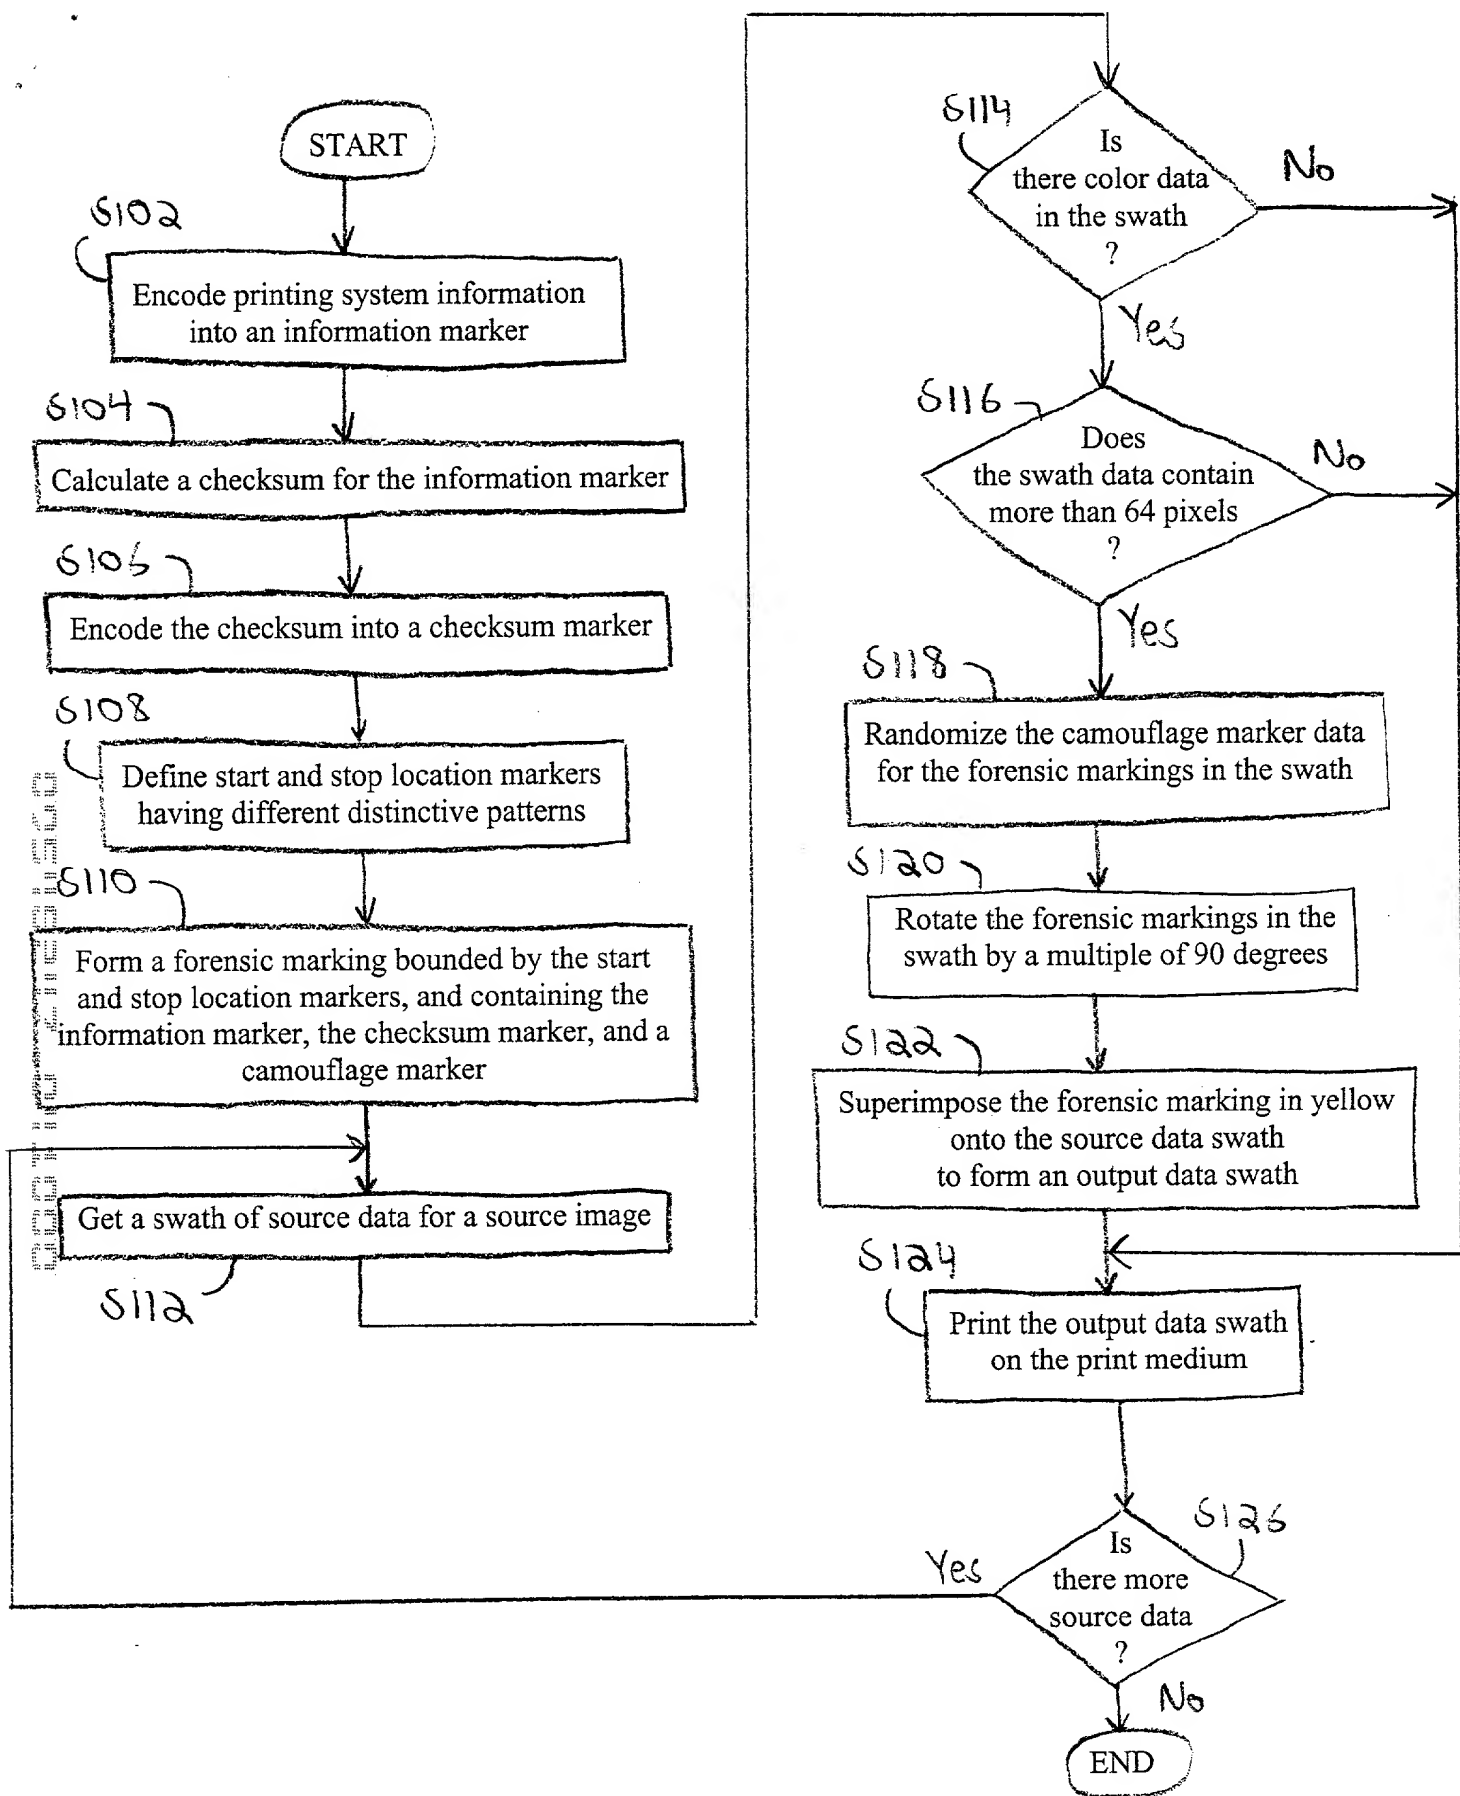 START
S102
Encode printing system information
into an information marker
S104
Calculate a checksum for the information marker
S106
Encode the checksum into a checksum marker
S108
Define start and stop location markers
having different distinctive patterns
S110
Form a forensic marking bounded by the start
and stop location markers, and containing the
information marker, the checksum marker, and a
camouflage marker
Get a swath of source data for a source image
S112
S114
Is
there color data
in the swath
?
No
Yes
S116
Does
the swath data contain
more than 64 pixels
?
No
Yes
S118
Randomize the camouflage marker data
for the forensic markings in the swath
S120
Rotate the forensic markings in the
swath by a multiple of 90 degrees
S122
Superimpose the forensic marking in yellow
onto the source data swath
to form an output data swath
S124
Print the output data swath
on the print medium
S126
Is
there more
source data
?
Yes
No
END